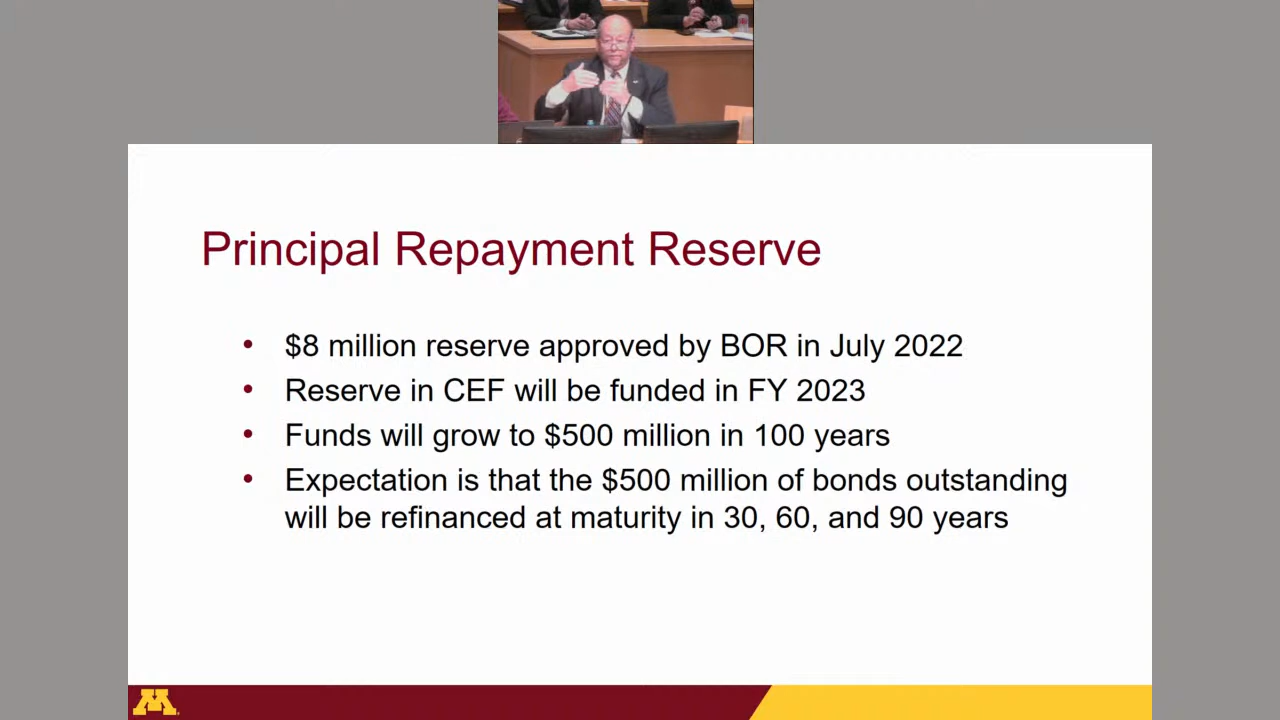 Principal Repayment Reserve
• $8 million reserve approved by BOR in July 2022
• Reserve in CEF will be funded in FY 2023
• Funds will grow to $500 million in 100 years
• Expectation is that the $500 million of bonds outstanding
will be refinanced at maturity in 30, 60, and 90 years
M